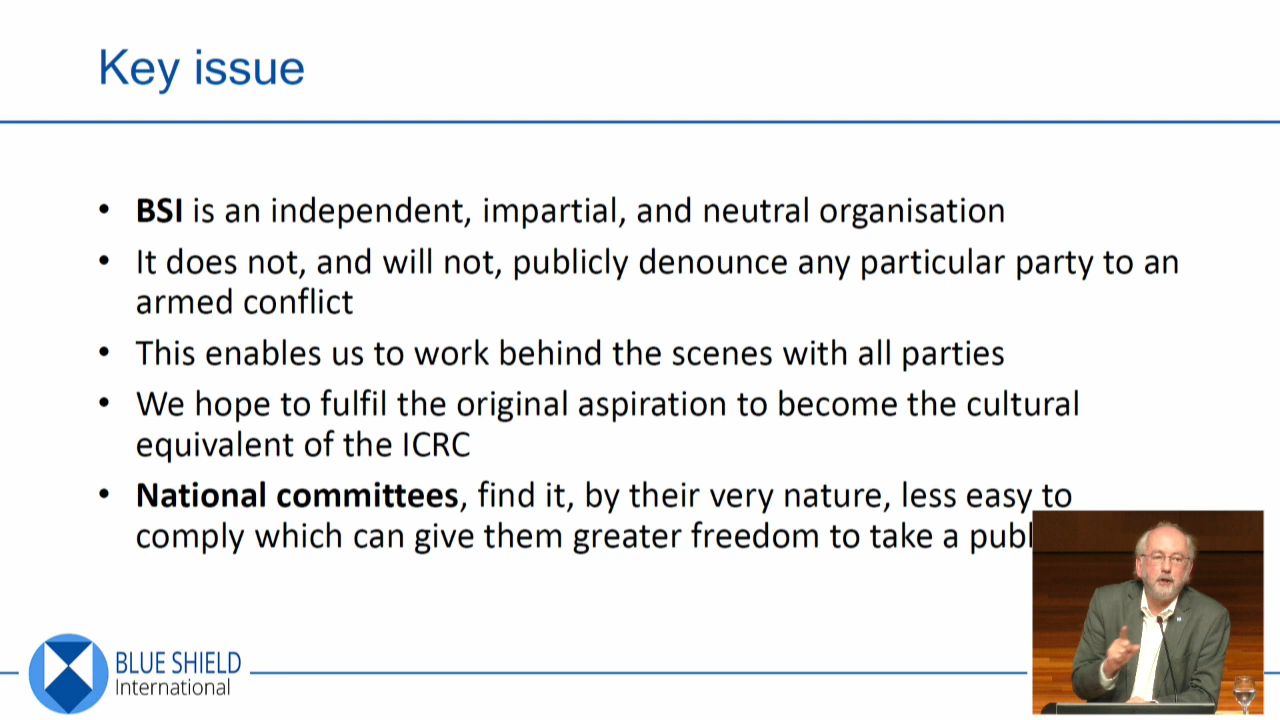 Key issue
• BSI is an independent, impartial, and neutral organisation
• It does not, and will not, publicly denounce any particular party to an
armed conflict
• This enables us to work behind the scenes with all parties
• We hope to fulfil the original aspiration to become the cultural
equivalent of the ICRC
• National committees, find it, by their very nature, less easy to
comply which can give them greater freedom to take a publ
BLUE SHIELD
International